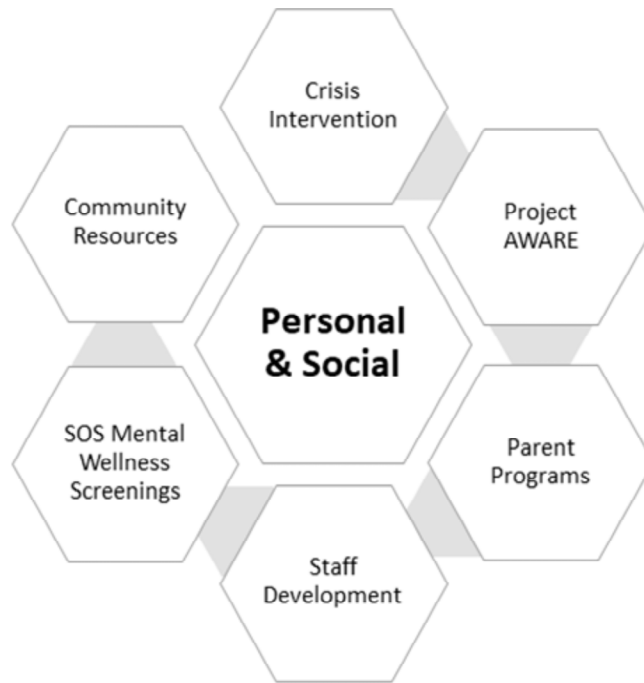 Crisis
Intervention
Project
AWARE
Parent
Programs
Staff
Development
SOS Mental
Wellness
Screenings
Community
Resources
Personal
& Social